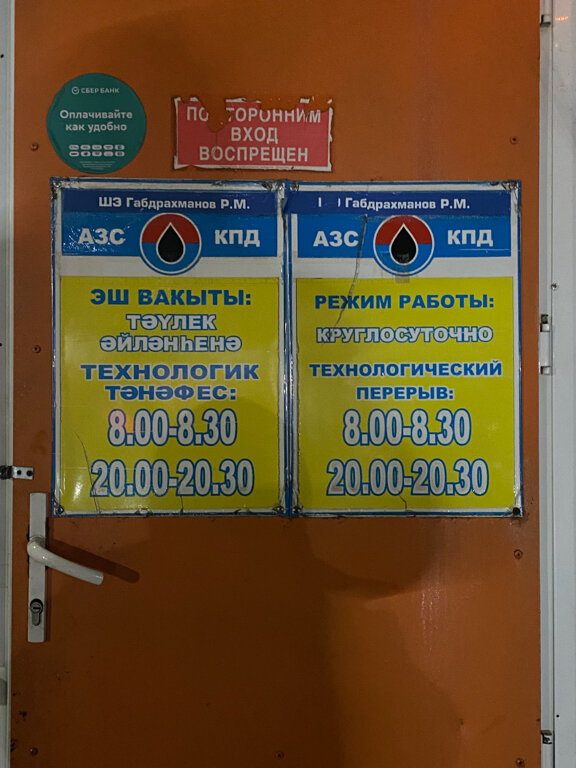 СБЕР БАНК
Оплачивайте
как удобно
ВХОД
ВОСПРЕЩЕН
ШЭ Габдрахманов Р.М.
АЗС КПД
ЭШ ВАКЫТЫ:
ТӘҮЛЕК
ӘЙЛӘНҺЕНӘ
ТЕХНОЛОГИК
ТӘНӘФЕС:
8.00-8.30
20.00-20.30
Габдрахманов Р.М.
АЗС КПД
РЕЖИМ РАБОТЫ:
КРУГЛОСУТОЧНО
ТЕХНОЛОГИЧЕСКИЙ
ПЕРЕРЫВ:
8.00-8.30
20.00-20.30